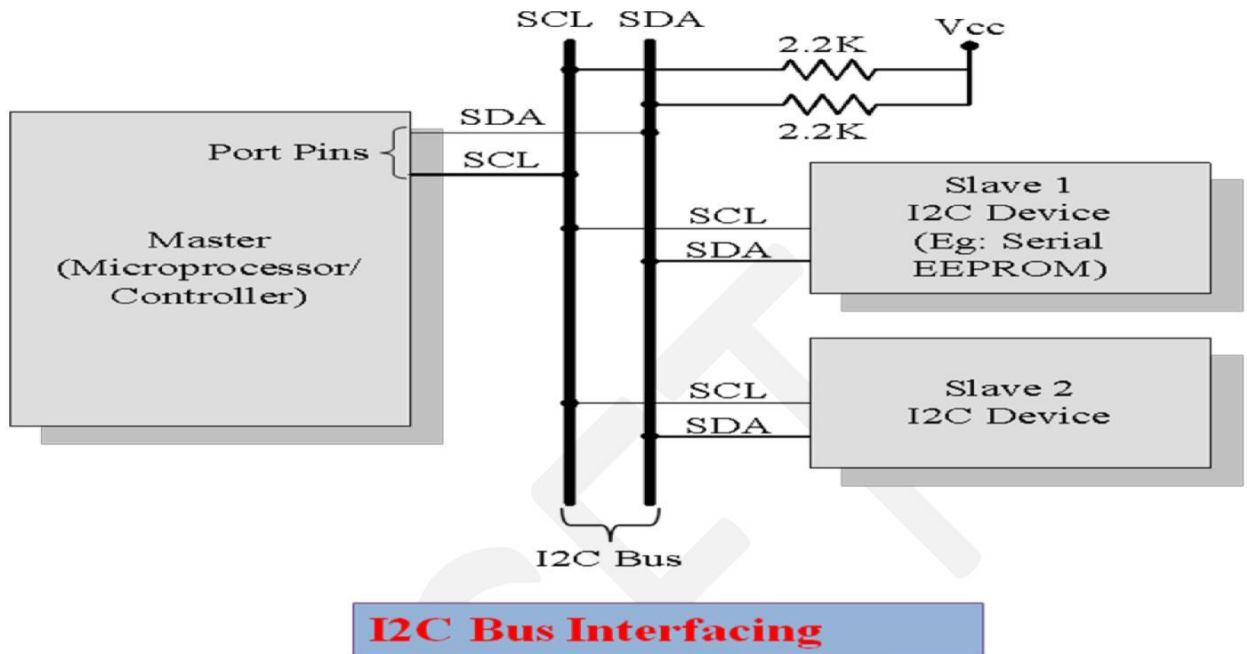 SCL SDA
Vcc
2.2K
2.2K
SDA
Port Pins
SCL
Master
(Microprocessor/
Controller)
SCL
SDA
Slave 1
I2C Device
(Eg: Serial
EEPROM)
SCL
SDA
Slave 2
I2C Device
I2C Bus
I2C Bus Interfacing